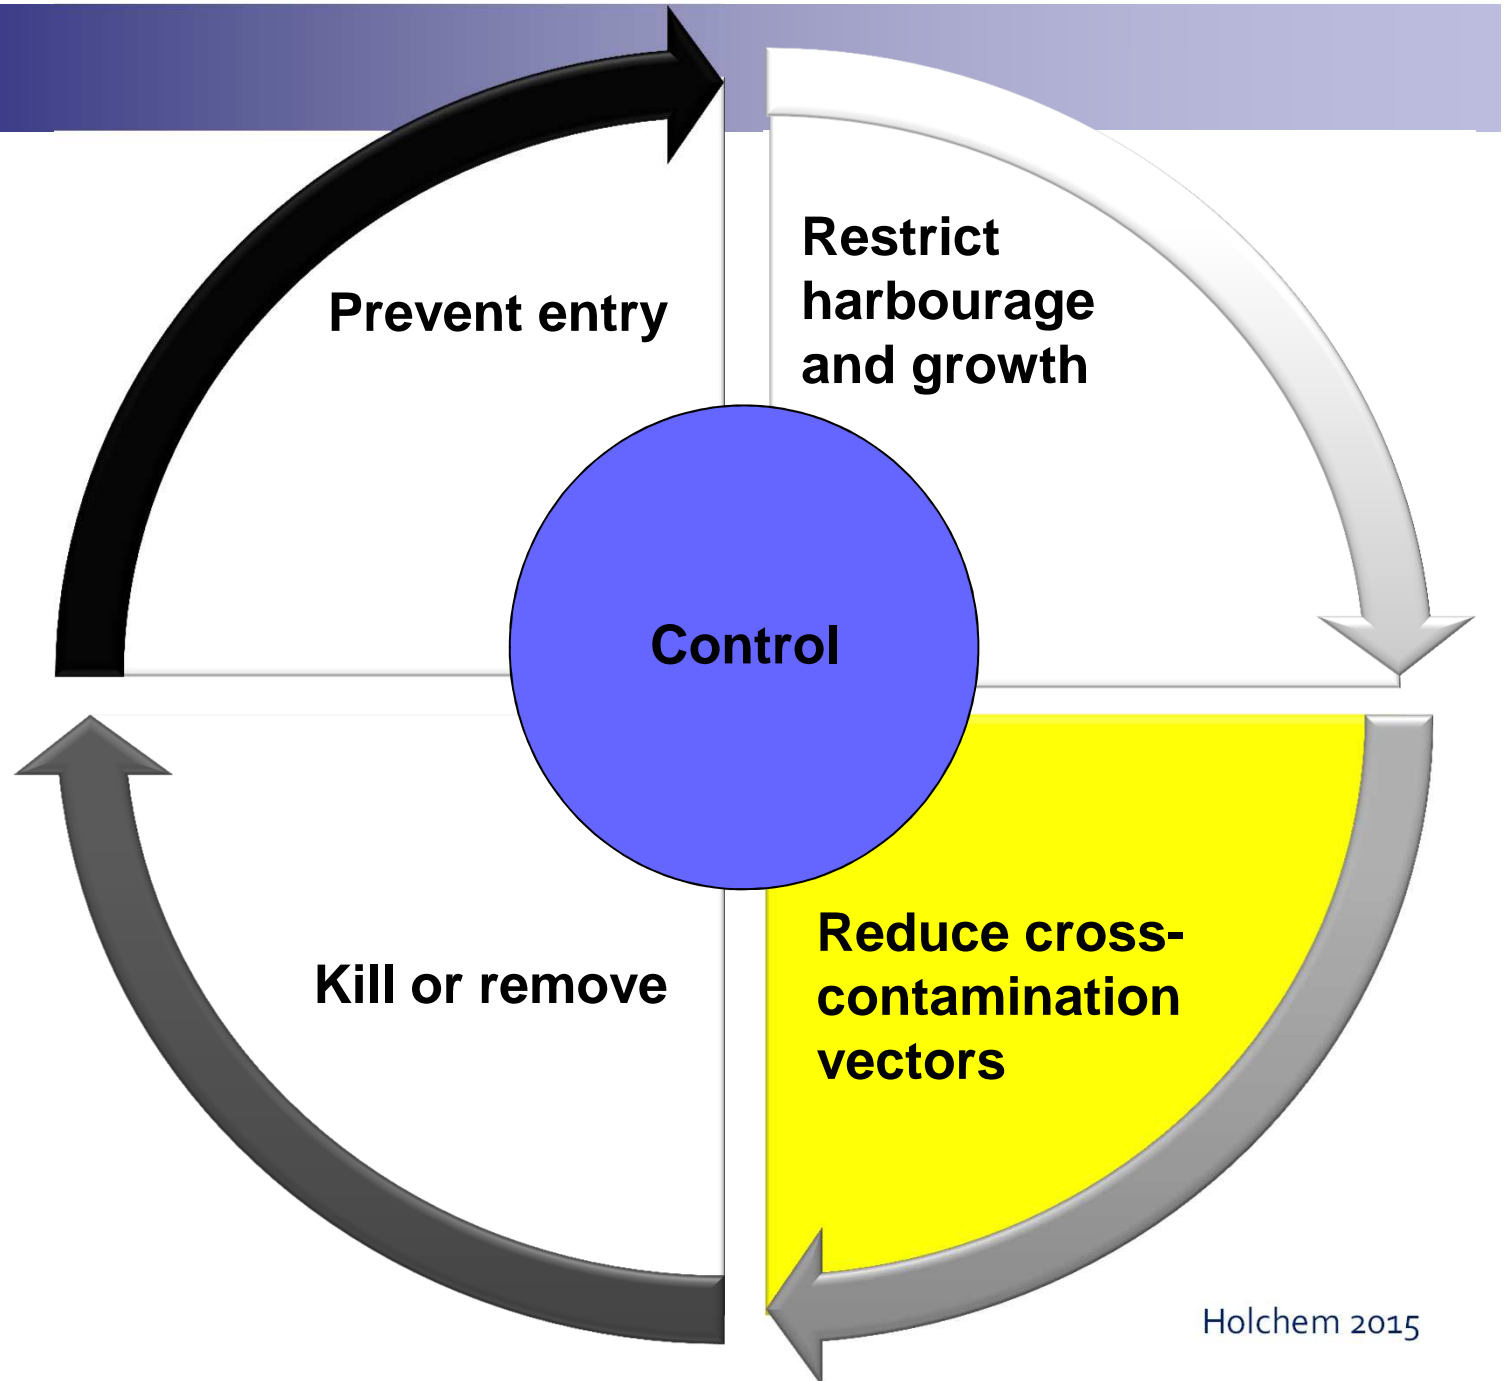 Prevent entry
Restrict
harbourage
and growth
Control
Reduce cross-
contamination
vectors
Kill or remove
Holchem 2015